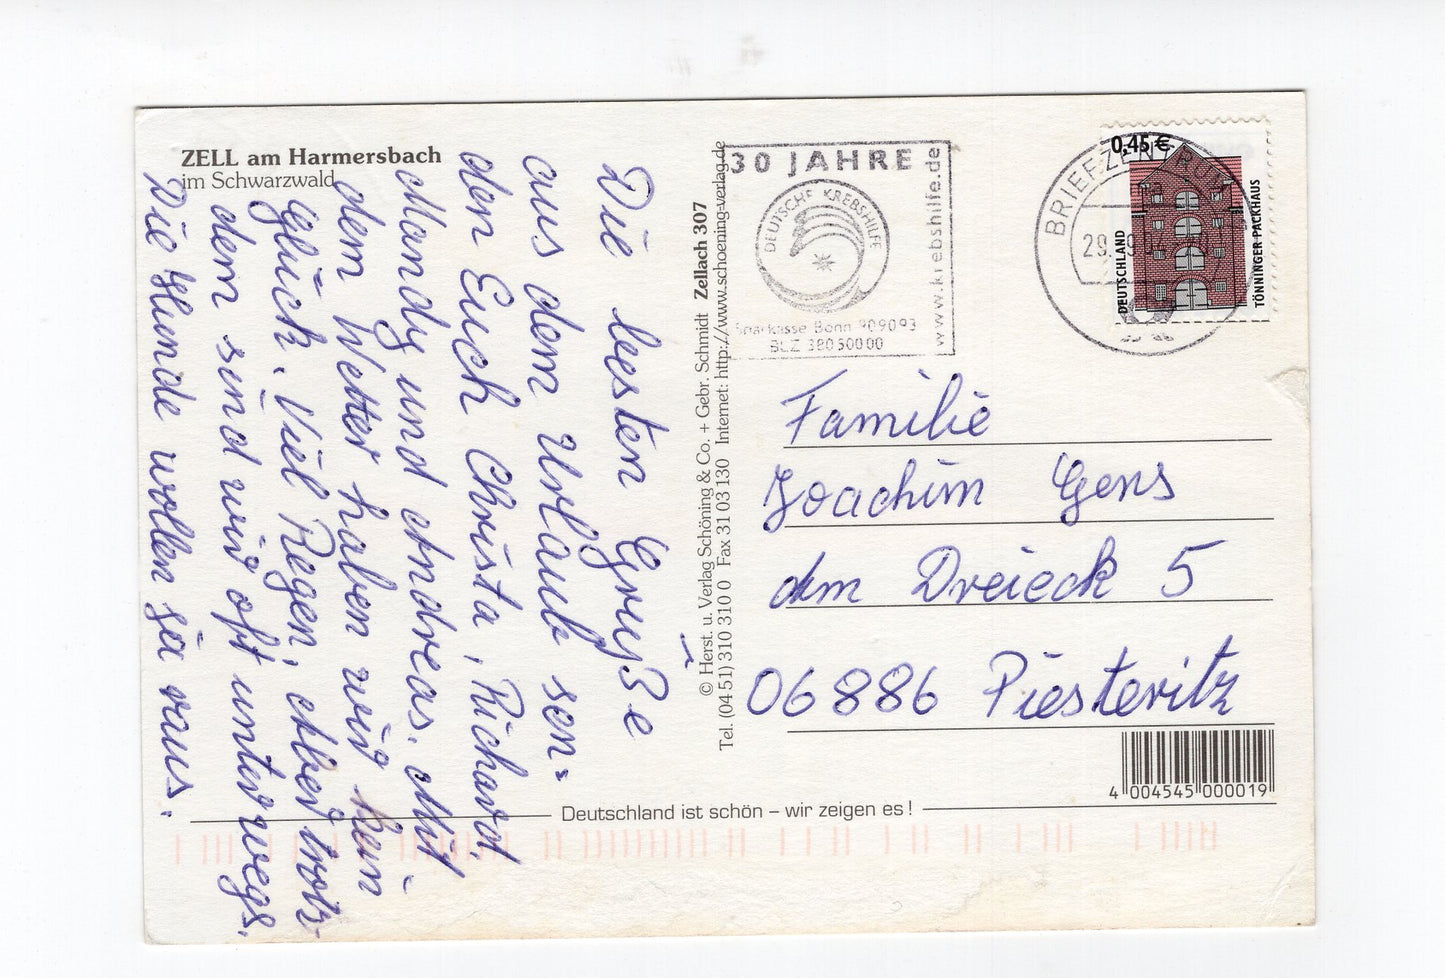 ZELL am Harmersbach
im Schwarzwald
Die besten Grüße
aus dem Urlaub sen=
den Euch Christa, Richard,
Mandy und Andreas. Mit
dem Wetter haben wir kein
Glück. Viel Regen, aber trotz-
dem sind wir oft unterwegs.
Die Hunde wollen ja raus.
© Herst. u. Verlag Schöning & Co. + Gebr. Schmidt Zellach 307
Tel. (04 51) 310 310 0 Fax 31 03 130 Internet: http://www.schoening-verlag.de
30 JAHRE
DEUTSCHE KREBSHILFE
Sparkasse Bonn 909093
BLZ 38050000
www.krebshilfe.de
BRIEFZENTRUM
29.
0,45 €
DEUTSCHLAND
TÖNNINGER PACKHAUS
Familie
Joachim Gens
Am Dreieck 5
06886 Piesteritz
4 004545 000019
Deutschland ist schön – wir zeigen es !